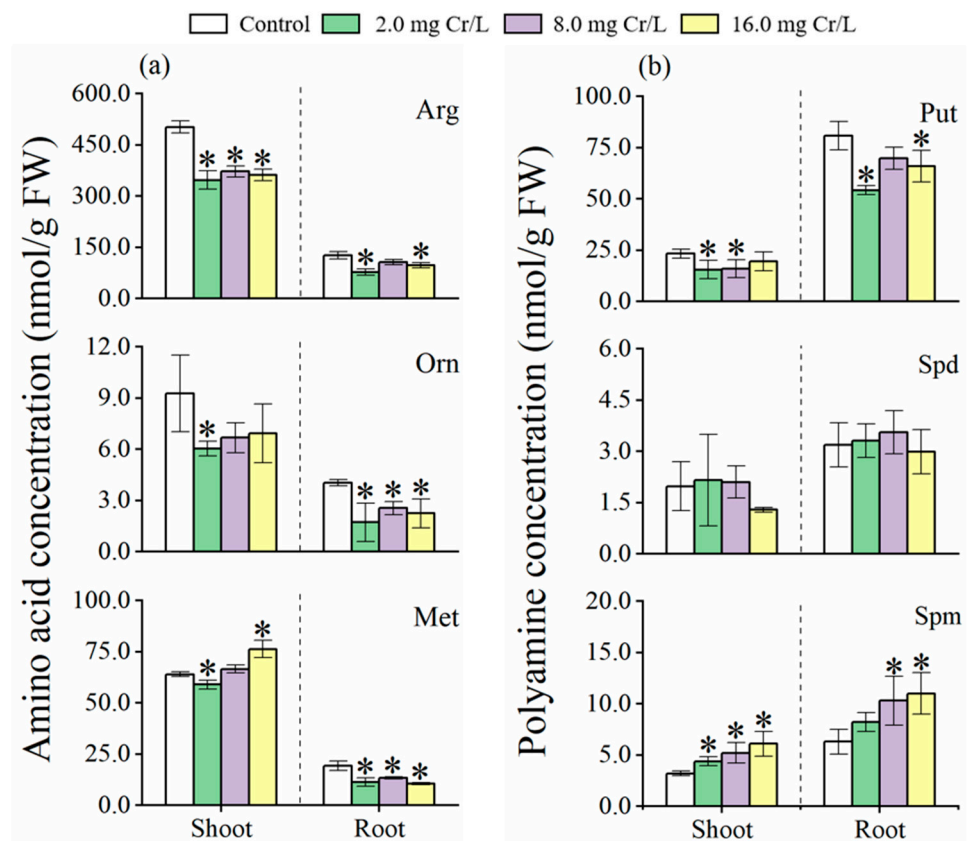 Control 2.0 mg Cr/L 8.0 mg Cr/L 16.0 mg Cr/L
(a)
Amino acid concentration (nmol/g FW)
600.0
450.0
300.0
150.0
0.0
Arg
* * *
* *
12.0
9.0
6.0
3.0
0.0
Orn
*
* * *
100.0
75.0
50.0
25.0
0.0
Met
* *
* * *
Shoot Root
(b)
Polyamine concentration (nmol/g FW)
100.0
75.0
50.0
25.0
0.0
Put
* *
* *
6.0
4.5
3.0
1.5
0.0
Spd
20.0
15.0
10.0
5.0
0.0
Spm
* * *
* *
Shoot Root